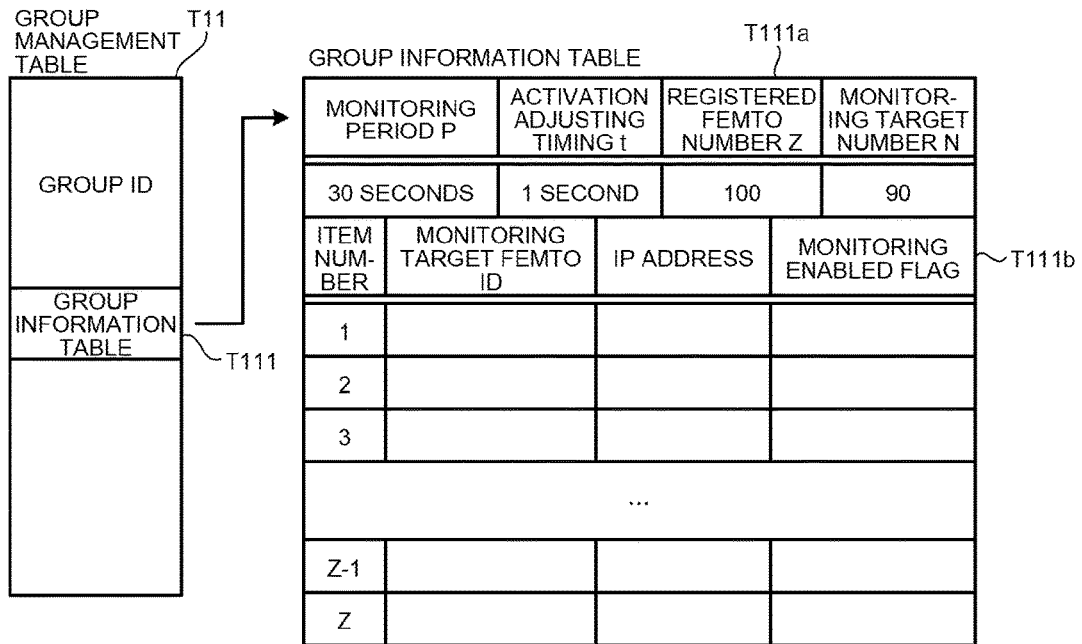 GROUP
MANAGEMENT
TABLE
T11
GROUP ID
GROUP
INFORMATION
TABLE
T111
GROUP INFORMATION TABLE
T111a
MONITORING
PERIOD P
ACTIVATION
ADJUSTING
TIMING t
REGISTERED
FEMTO
NUMBER Z
MONITOR-
ING TARGET
NUMBER N
30 SECONDS
1 SECOND
100
90
ITEM
NUM-
BER
MONITORING
TARGET FEMTO
ID
IP ADDRESS
MONITORING
ENABLED FLAG
T111b
1
2
3
...
Z-1
Z